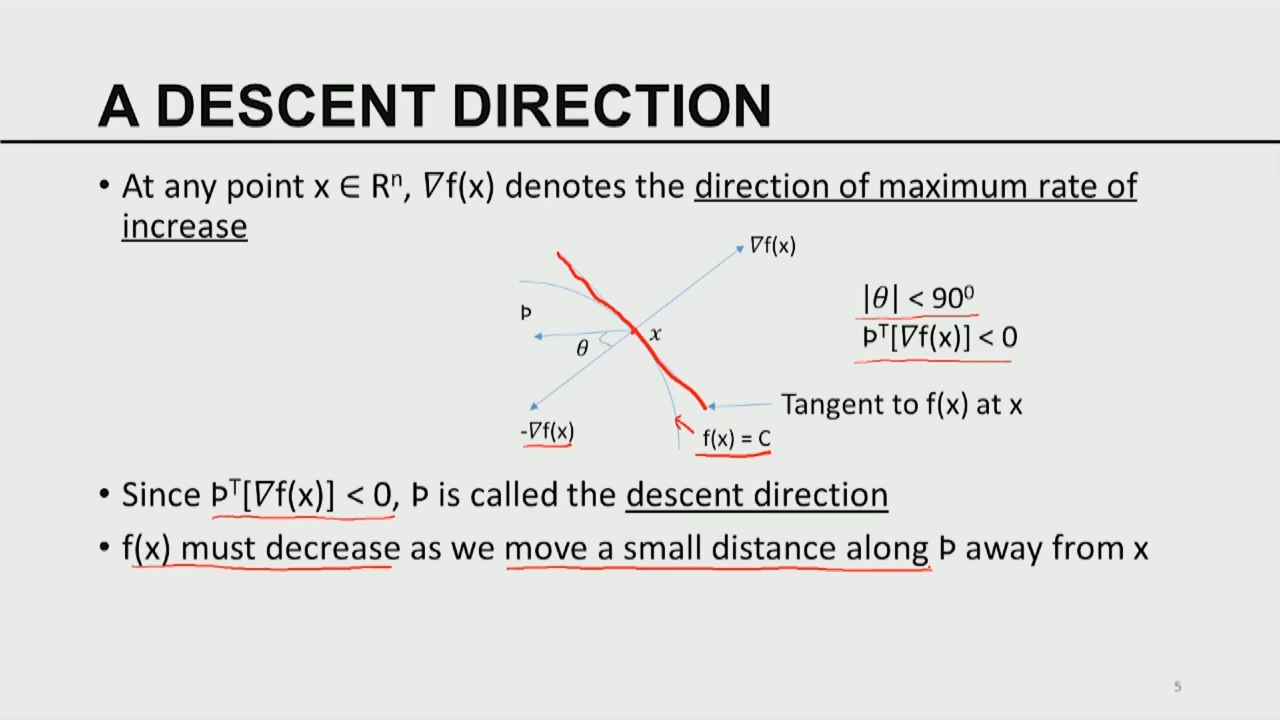 A DESCENT DIRECTION
• At any point x ∈ Rⁿ, ∇f(x) denotes the direction of maximum rate of
increase
∇f(x)
Þ
θ
x
|θ| < 90⁰
Þᵀ[∇f(x)] < 0
Tangent to f(x) at x
-∇f(x)
f(x) = C
• Since Þᵀ[∇f(x)] < 0, Þ is called the descent direction
• f(x) must decrease as we move a small distance along Þ away from x
5